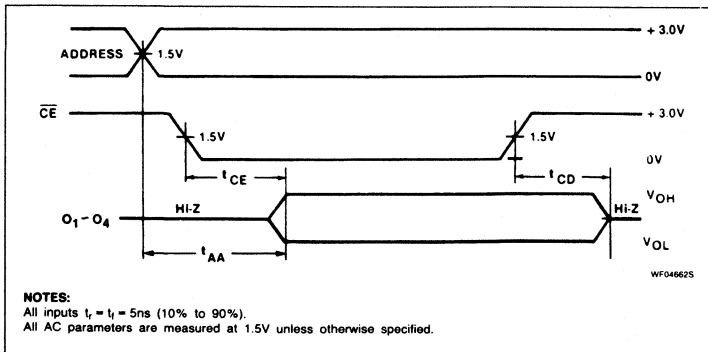 + 3.0V
ADDRESS 1.5V
0V
CE + 3.0V
1.5V 1.5V
0V
tCE tCD
VOH
O1–O4 Hi-Z Hi-Z
VOL
tAA
WF04662S
NOTES:
All inputs tr = tf = 5ns (10% to 90%).
All AC parameters are measured at 1.5V unless otherwise specified.